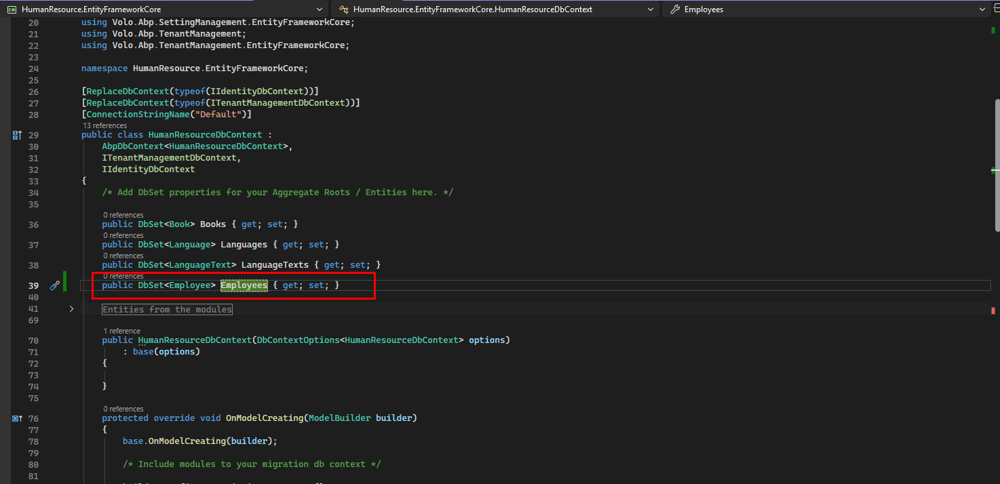 HumanResource.EntityFrameworkCore HumanResource.EntityFrameworkCore.HumanResourceDbContext Employees
20 using Volo.Abp.SettingManagement.EntityFrameworkCore;
21 using Volo.Abp.TenantManagement;
22 using Volo.Abp.TenantManagement.EntityFrameworkCore;
23
24 namespace HumanResource.EntityFrameworkCore;
25
26 [ReplaceDbContext(typeof(IIdentityDbContext))]
27 [ReplaceDbContext(typeof(ITenantManagementDbContext))]
28 [ConnectionStringName("Default")]
13 references
29 public class HumanResourceDbContext :
30 AbpDbContext<HumanResourceDbContext>,
31 ITenantManagementDbContext,
32 IIdentityDbContext
33 {
34 /* Add DbSet properties for your Aggregate Roots / Entities here. */
35
0 references
36 public DbSet<Book> Books { get; set; }
0 references
37 public DbSet<Language> Languages { get; set; }
0 references
38 public DbSet<LanguageText> LanguageTexts { get; set; }
0 references
39 public DbSet<Employee> Employees { get; set; }
40
41 Entities from the modules
69
1 reference
70 public HumanResourceDbContext(DbContextOptions<HumanResourceDbContext> options)
71 : base(options)
72 {
73
74 }
75
0 references
76 protected override void OnModelCreating(ModelBuilder builder)
77 {
78 base.OnModelCreating(builder);
79
80 /* Include modules to your migration db context */
81